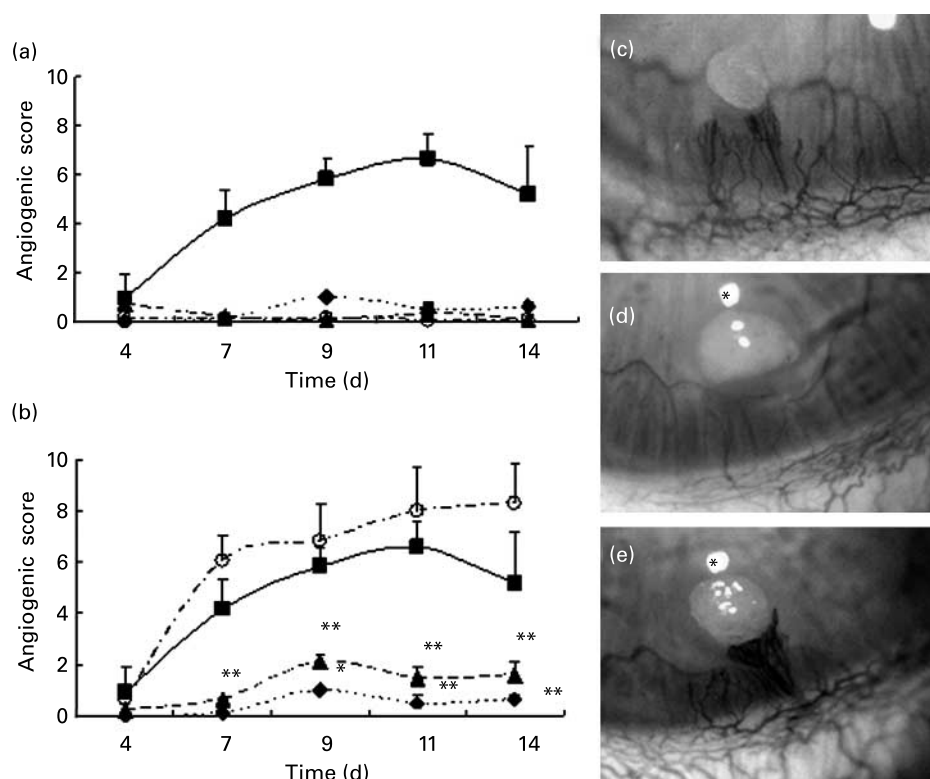 (a)
10
8
6
4
2
0
Angiogenic score
4 7 9 11 14
Time (d)
(b)
10
8
6
4
2
0
Angiogenic score
** ** * ** ** ** **
4 7 9 11 14
Time (d)
(c)
(d)
*
(e)
*